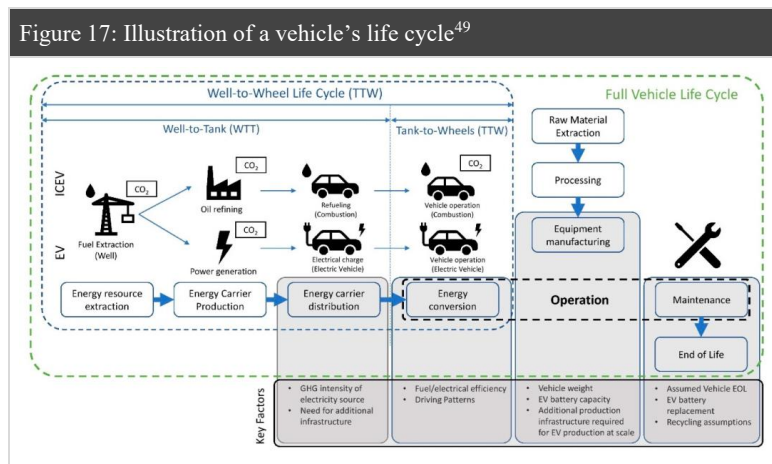 Figure 17: Illustration of a vehicle's life cycle49
Well-to-Wheel Life Cycle (TTW)
Full Vehicle Life Cycle
Well-to-Tank (WTT)
Tank-to-Wheels (TTW)
ICEV
EV
CO2
Fuel Extraction
(Well)
CO2
Oil refining
Refueling
(Combustion)
CO2
Vehicle operation
(Combustion)
CO2
Power generation
Electrical charge
(Electric Vehicle)
Vehicle operation
(Electric Vehicle)
Raw Material
Extraction
Processing
Equipment
manufacturing
Energy resource
extraction
Energy Carrier
Production
Energy carrier
distribution
Energy
conversion
Operation
Maintenance
End of Life
Key Factors
• GHG intensity of
electricity source
• Need for additional
infrastructure
• Fuel/electrical efficiency
• Driving Patterns
• Vehicle weight
• EV battery capacity
• Additional production
infrastructure required
for EV production at scale
• Assumed Vehicle EOL
• EV battery
replacement
• Recycling assumptions